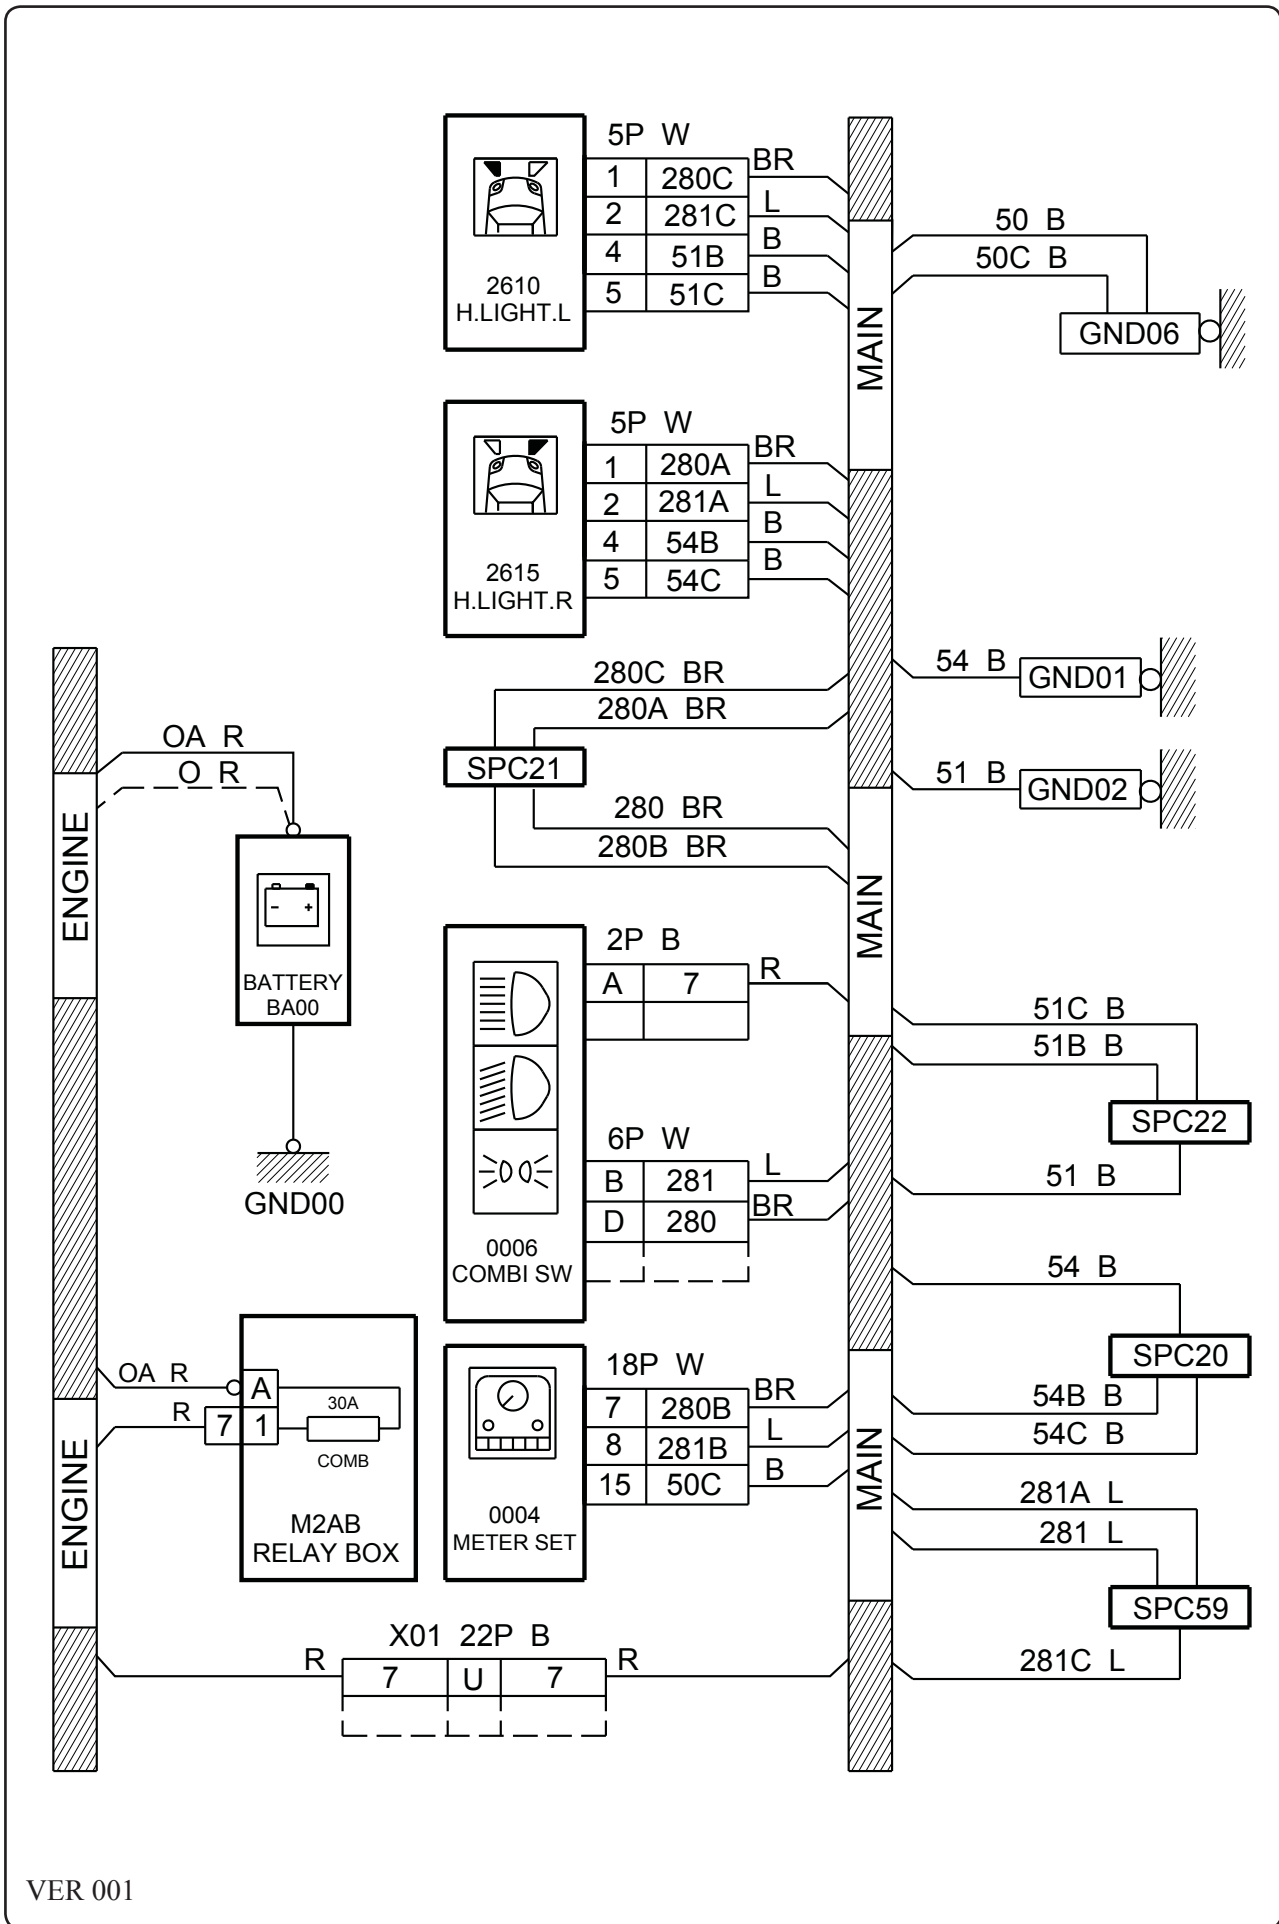 5P W
BR
1 280C
L
2 281C
B
4 51B
B
5 51C
2610
H.LIGHT.L
5P W
BR
1 280A
L
2 281A
B
4 54B
B
5 54C
2615
H.LIGHT.R
MAIN
50 B
50C B
GND06
54 B
GND01
51 B
GND02
280C BR
280A BR
SPC21
280 BR
280B BR
OA R
O R
ENGINE
- +
BATTERY
BA00
GND00
MAIN
2P B
R
A 7
6P W
L
B 281
BR
D 280
0006
COMBI SW
51C B
51B B
SPC22
51 B
54 B
SPC20
54B B
54C B
281A L
281 L
SPC59
281C L
OA R
A
R
7 1
30A
COMB
M2AB
RELAY BOX
ENGINE
18P W
BR
7 280B
L
8 281B
B
15 50C
0004
METER SET
MAIN
X01 22P B
R 7 U 7 R
VER 001